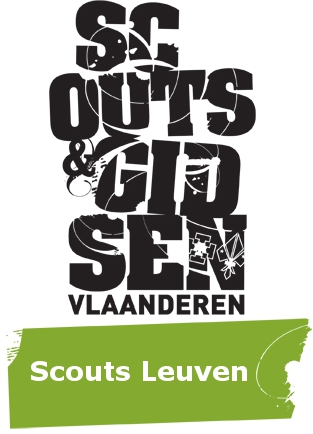 SC
OUTS
& GID
SEN
VLAANDEREN
Scouts Leuven